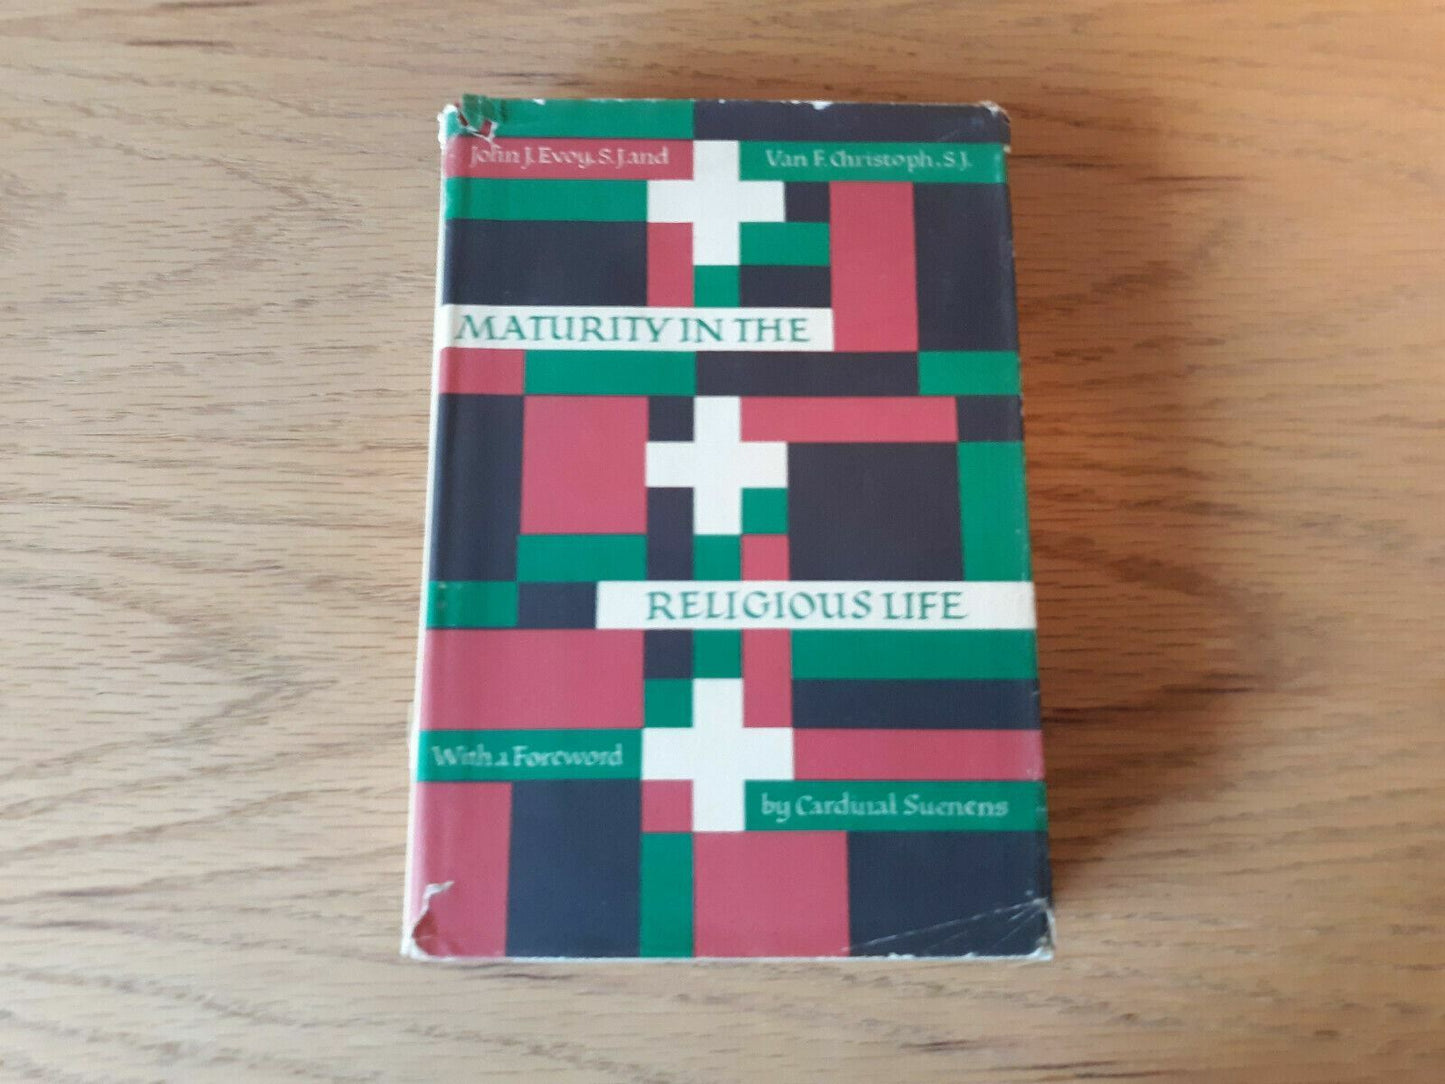 John J. Evoy, S.J. and
Van F. Christoph, S.J.
MATURITY IN THE
RELIGIOUS LIFE
With a Foreword
by Cardinal Suenens